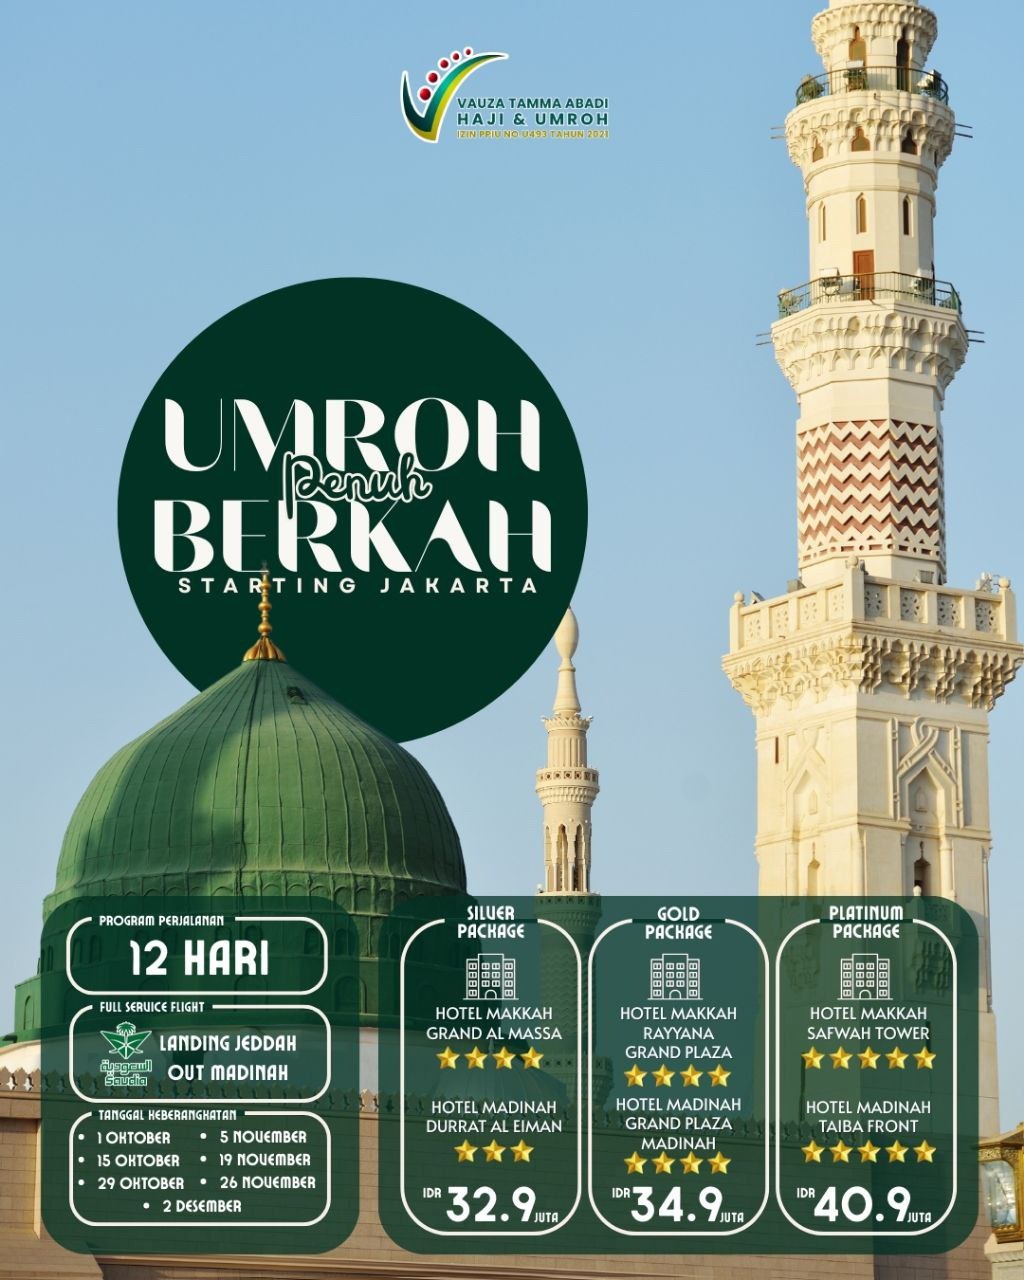 VAUZA TAMMA ABADI
HAJI & UMROH
IZIN PPIU NO U493 TAHUN 2021
UMROH
Penuh
BERKAH
STARTING JAKARTA
PROGRAM PERJALANAN
12 HARI
FULL SERVICE FLIGHT
السعودية
Saudia
LANDING JEDDAH
OUT MADINAH
TANGGAL KEBERANGKATAN
• 1 OKTOBER
• 15 OKTOBER
• 29 OKTOBER
• 5 NOVEMBER
• 19 NOVEMBER
• 26 NOVEMBER
• 2 DESEMBER
SILVER
PACKAGE
HOTEL MAKKAH
GRAND AL MASSA
HOTEL MADINAH
DURRAT AL EIMAN
IDR 32.9 JUTA
GOLD
PACKAGE
HOTEL MAKKAH
RAYYANA
GRAND PLAZA
HOTEL MADINAH
GRAND PLAZA
MADINAH
IDR 34.9 JUTA
PLATINUM
PACKAGE
HOTEL MAKKAH
SAFWAH TOWER
HOTEL MADINAH
TAIBA FRONT
IDR 40.9 JUTA